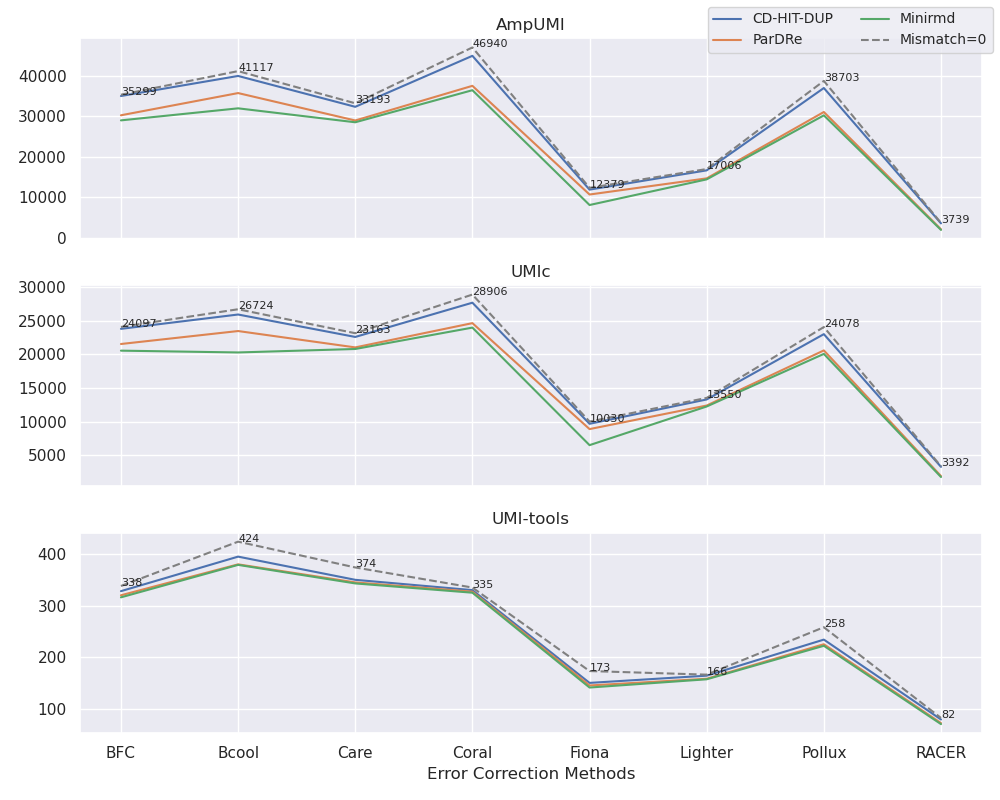 AmpUMI
CD-HIT-DUP
ParDRe
Minirmd
Mismatch=0
40000
30000
20000
10000
0
35299
41117
33193
46940
12379
17006
38703
3739
UMIc
30000
25000
20000
15000
10000
5000
24097
26724
23163
28906
10030
13550
24078
3392
UMI-tools
400
300
200
100
338
424
374
335
173
166
258
82
BFC
Bcool
Care
Coral
Fiona
Lighter
Pollux
RACER
Error Correction Methods